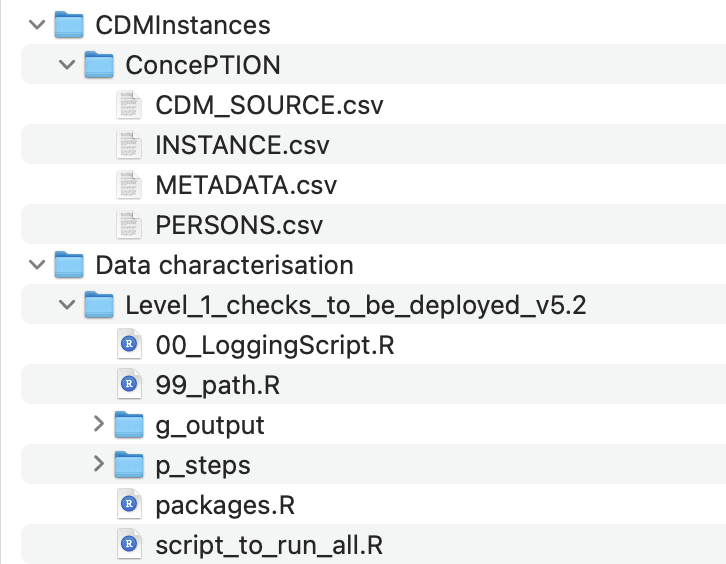 CDMInstances
ConcePTION
CDM_SOURCE.csv
INSTANCE.csv
METADATA.csv
PERSONS.csv
Data characterisation
Level_1_checks_to_be_deployed_v5.2
00_LoggingScript.R
99_path.R
g_output
p_steps
packages.R
script_to_run_all.R